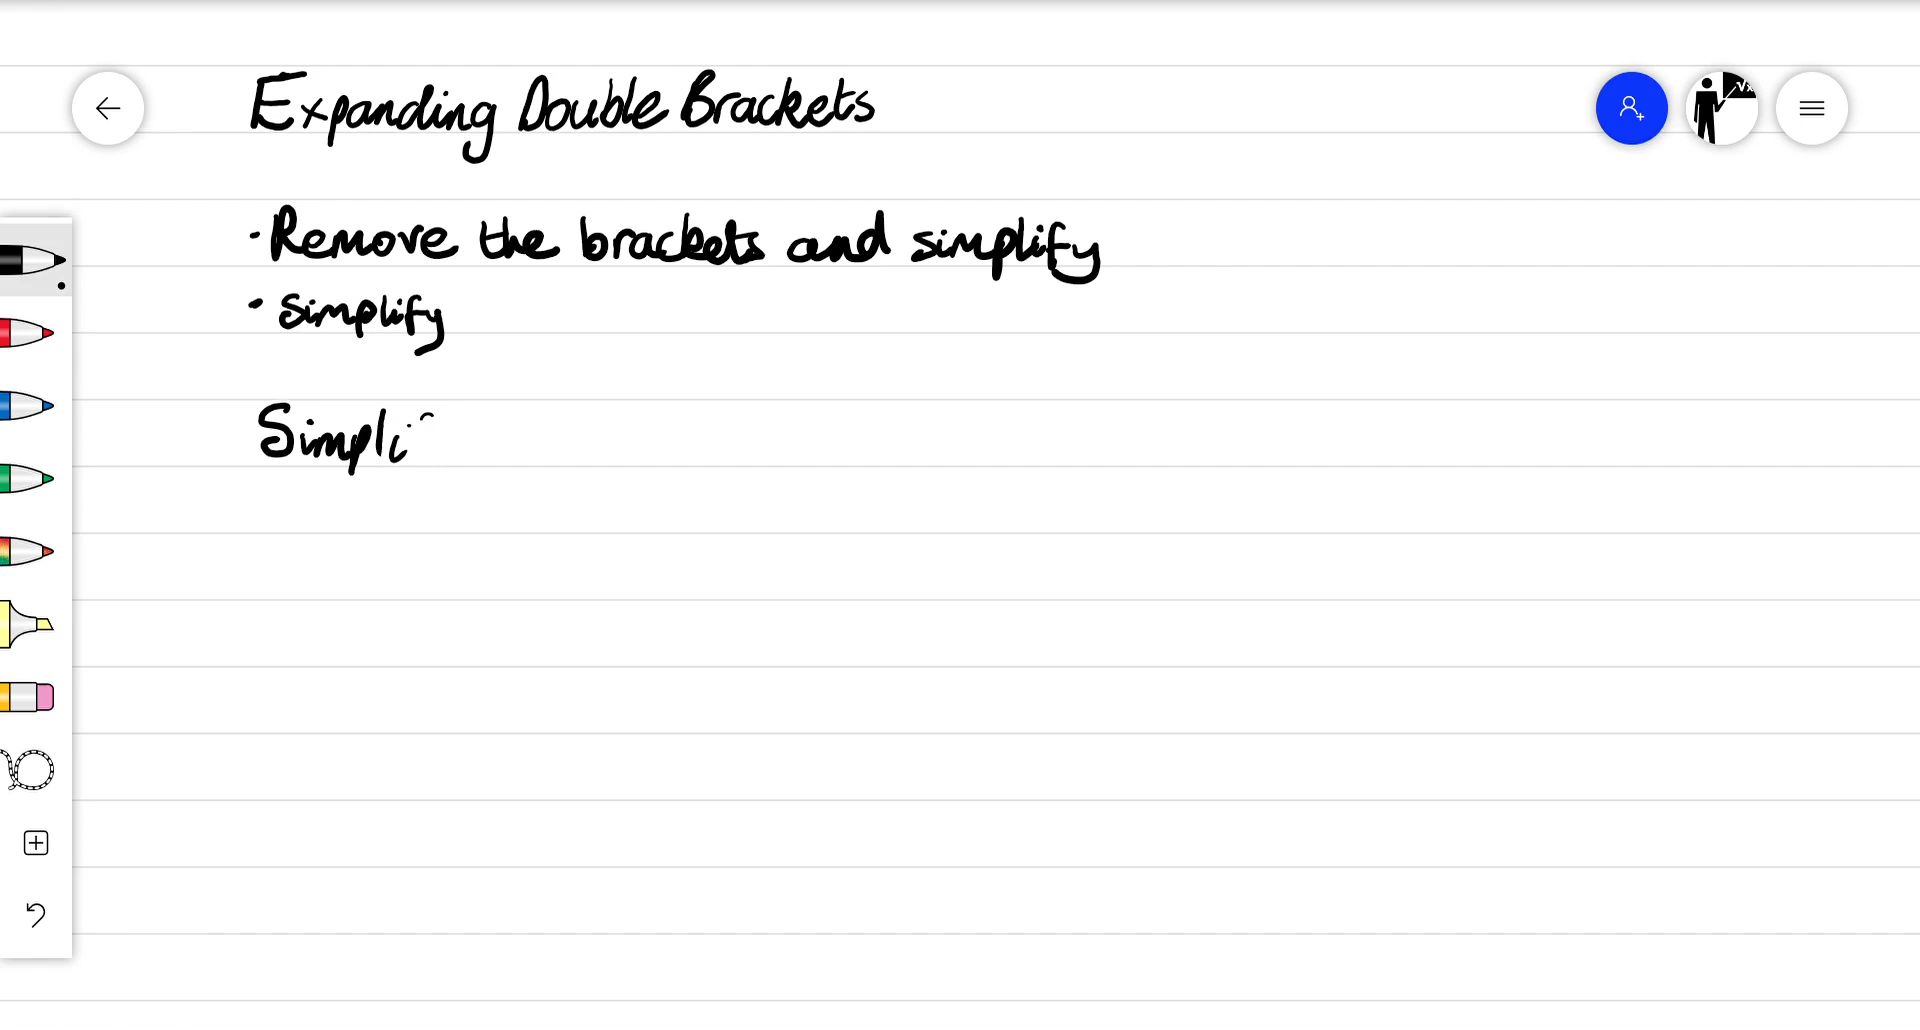 Expanding Double Brackets
· Remove the brackets and simplify
· Simplify
Simpli